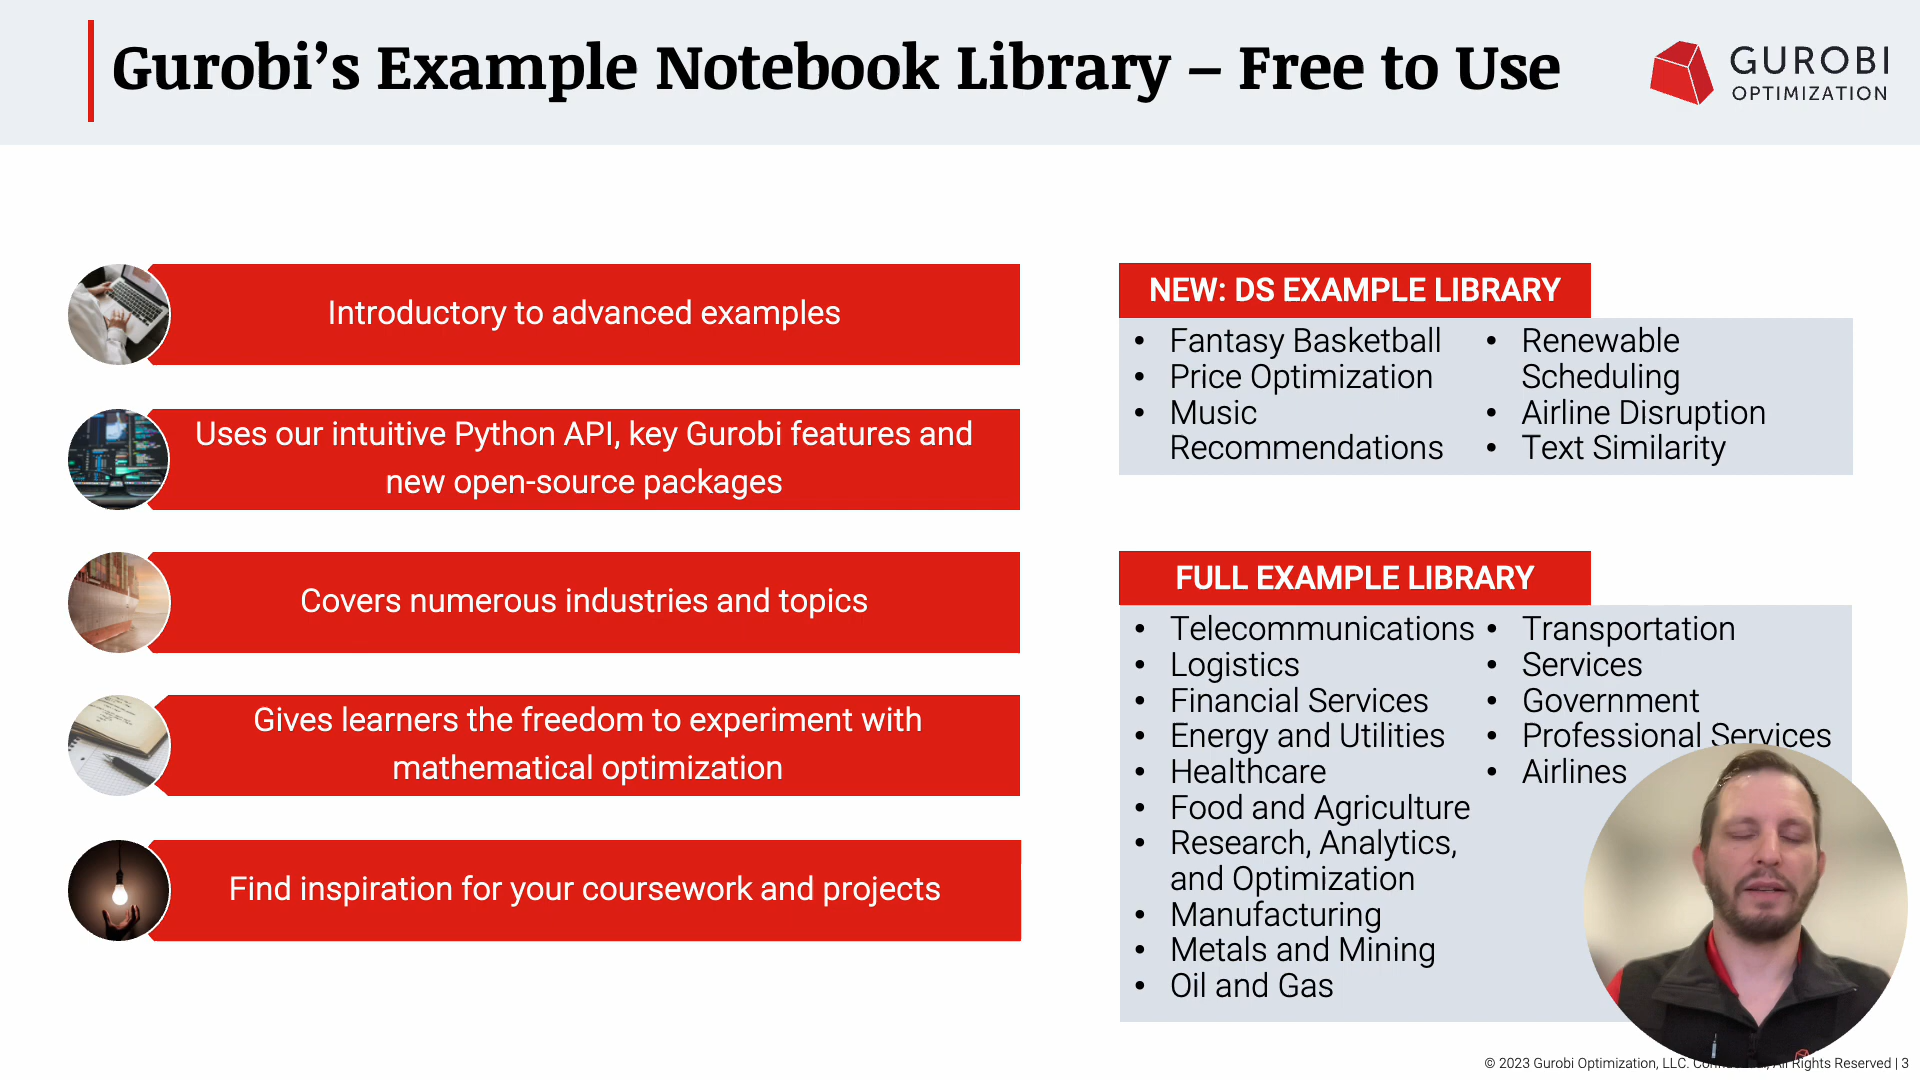 Gurobi’s Example Notebook Library – Free to Use
GUROBI
OPTIMIZATION
Introductory to advanced examples
Uses our intuitive Python API, key Gurobi features and
new open-source packages
Covers numerous industries and topics
Gives learners the freedom to experiment with
mathematical optimization
Find inspiration for your coursework and projects
NEW: DS EXAMPLE LIBRARY
• Fantasy Basketball
• Price Optimization
• Music
Recommendations
• Renewable
Scheduling
• Airline Disruption
• Text Similarity
FULL EXAMPLE LIBRARY
• Telecommunications
• Logistics
• Financial Services
• Energy and Utilities
• Healthcare
• Food and Agriculture
• Research, Analytics,
and Optimization
• Manufacturing
• Metals and Mining
• Oil and Gas
• Transportation
• Services
• Government
• Professional Services
• Airlines
© 2023 Gurobi Optimization, LLC. All Rights Reserved | 3